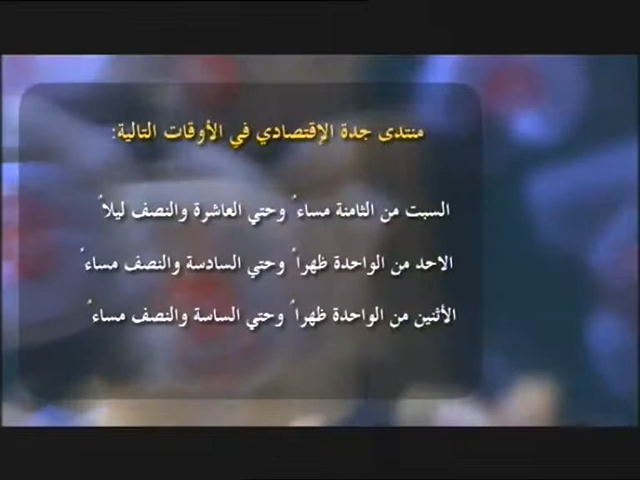 منتدى جدة الإقتصادي في الأوقات التالية:
السبت من الثامنة مساءً وحتي العاشرة والنصف ليلاً
الاحد من الواحدة ظهراً وحتي السادسة والنصف مساءً
الأثنين من الواحدة ظهراً وحتي الساسة والنصف مساءً